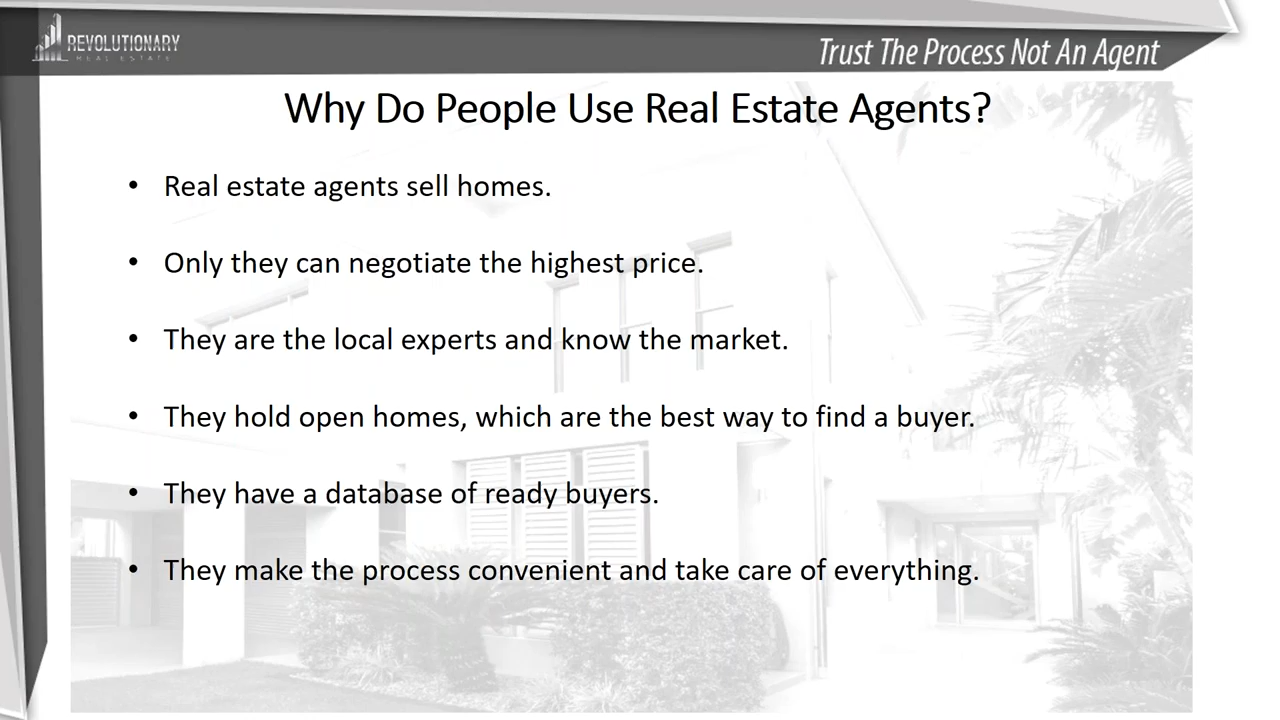 REVOLUTIONARY
REAL ESTATE
Trust The Process Not An Agent
Why Do People Use Real Estate Agents?
• Real estate agents sell homes.
• Only they can negotiate the highest price.
• They are the local experts and know the market.
• They hold open homes, which are the best way to find a buyer.
• They have a database of ready buyers.
• They make the process convenient and take care of everything.